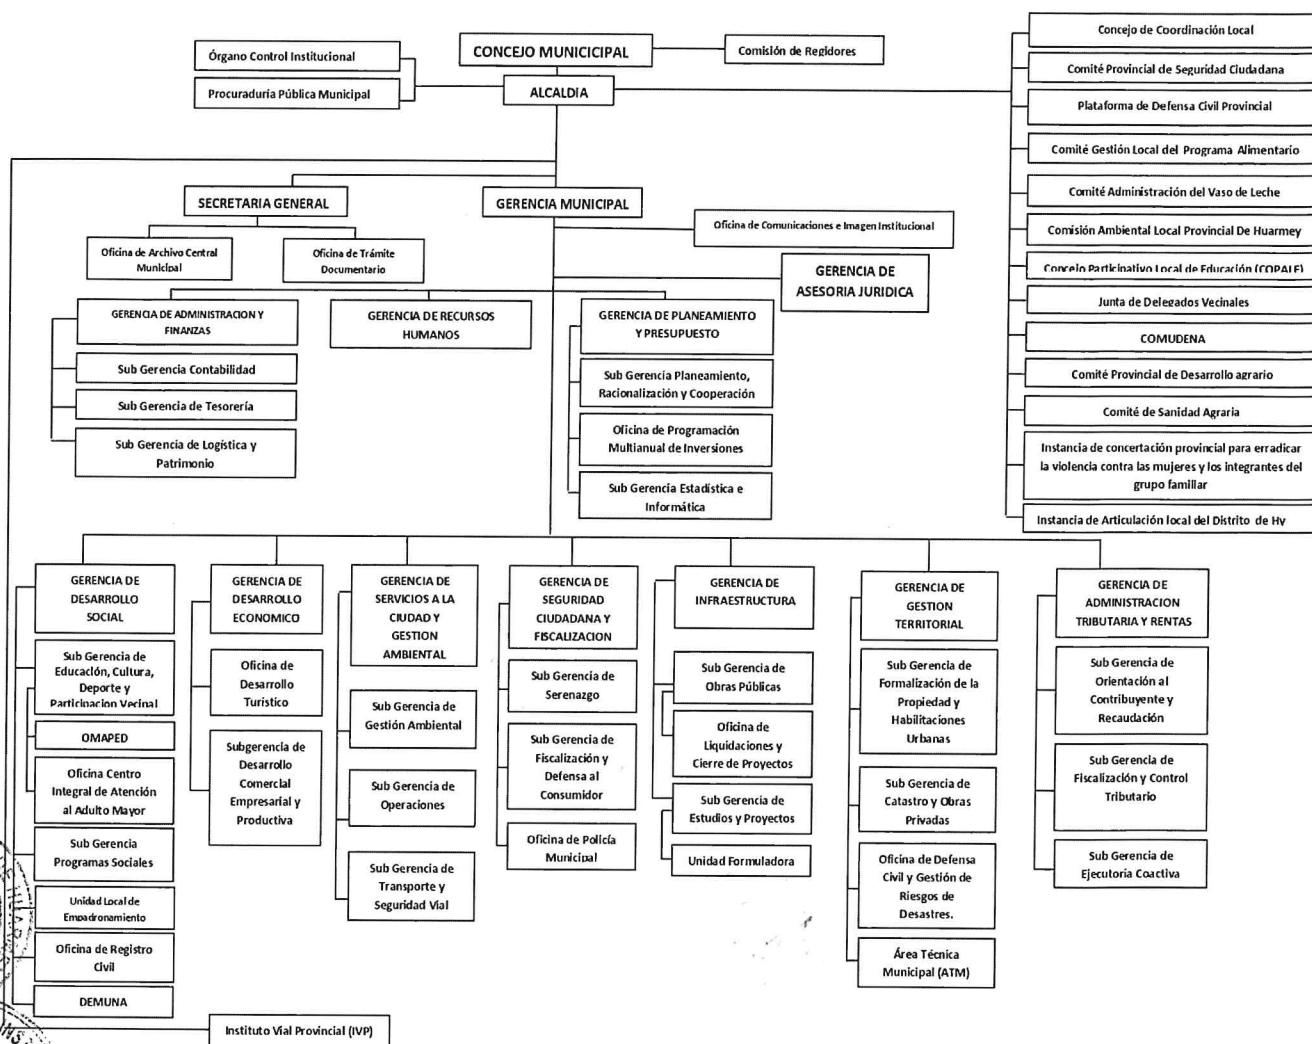 CONCEJO MUNICICIPAL
Comisión de Regidores
Órgano Control Institucional
Procuraduría Pública Municipal
ALCALDIA
Concejo de Coordinación Local
Comité Provincial de Seguridad Ciudadana
Plataforma de Defensa Civil Provincial
Comité Gestión Local del Programa Alimentario
Comité Administración del Vaso de Leche
Comisión Ambiental Local Provincial De Huarmey
Concejo Participativo Local de Educación (COPALE)
Junta de Delegados Vecinales
COMUDENA
Comité Provincial de Desarrollo agrario
Comité de Sanidad Agraria
Instancia de concertación provincial para erradicar
la violencia contra las mujeres y los integrantes del
grupo familiar
Instancia de Articulación local del Distrito de Hv
SECRETARIA GENERAL
GERENCIA MUNICIPAL
Oficina de Archivo Central
Municipal
Oficina de Trámite
Documentario
Oficina de Comunicaciones e Imagen Institucional
GERENCIA DE
ASESORIA JURIDICA
GERENCIA DE ADMINISTRACION Y
FINANZAS
Sub Gerencia Contabilidad
Sub Gerencia de Tesorería
Sub Gerencia de Logística y
Patrimonio
GERENCIA DE RECURSOS
HUMANOS
GERENCIA DE PLANEAMIENTO
Y PRESUPUESTO
Sub Gerencia Planeamiento,
Racionalización y Cooperación
Oficina de Programación
Multianual de Inversiones
Sub Gerencia Estadística e
Informática
GERENCIA DE
DESARROLLO
SOCIAL
Sub Gerencia de
Educación, Cultura,
Deporte y
Participacion Vecinal
OMAPED
Oficina Centro
Integral de Atención
al Adulto Mayor
Sub Gerencia
Programas Sociales
Unidad Local de
Empadronamiento
Oficina de Registro
Civil
DEMUNA
GERENCIA DE
DESARROLLO
ECONOMICO
Oficina de
Desarrollo
Turístico
Subgerencia de
Desarrollo
Comercial
Empresarial y
Productiva
GERENCIA DE
SERVICIOS A LA
CIUDAD Y
GESTION
AMBIENTAL
Sub Gerencia de
Gestión Ambiental
Sub Gerencia de
Operaciones
Sub Gerencia de
Transporte y
Seguridad Vial
GERENCIA DE
SEGURIDAD
CIUDADANA Y
FISCALIZACION
Sub Gerencia de
Serenazgo
Sub Gerencia de
Fiscalización y
Defensa al
Consumidor
Oficina de Policía
Municipal
GERENCIA DE
INFRAESTRUCTURA
Sub Gerencia de
Obras Públicas
Oficina de
Liquidaciones y
Cierre de Proyectos
Sub Gerencia de
Estudios y Proyectos
Unidad Formuladora
GERENCIA DE
GESTION
TERRITORIAL
Sub Gerencia de
Formalización de la
Propiedad y
Habilitaciones
Urbanas
Sub Gerencia de
Catastro y Obras
Privadas
Oficina de Defensa
Civil y Gestión de
Riesgos de
Desastres.
Área Técnica
Municipal (ATM)
GERENCIA DE
ADMINISTRACION
TRIBUTARIA Y RENTAS
Sub Gerencia de
Orientación al
Contribuyente y
Recaudación
Sub Gerencia de
Fiscalización y Control
Tributario
Sub Gerencia de
Ejecutoría Coactiva
Instituto Vial Provincial (IVP)